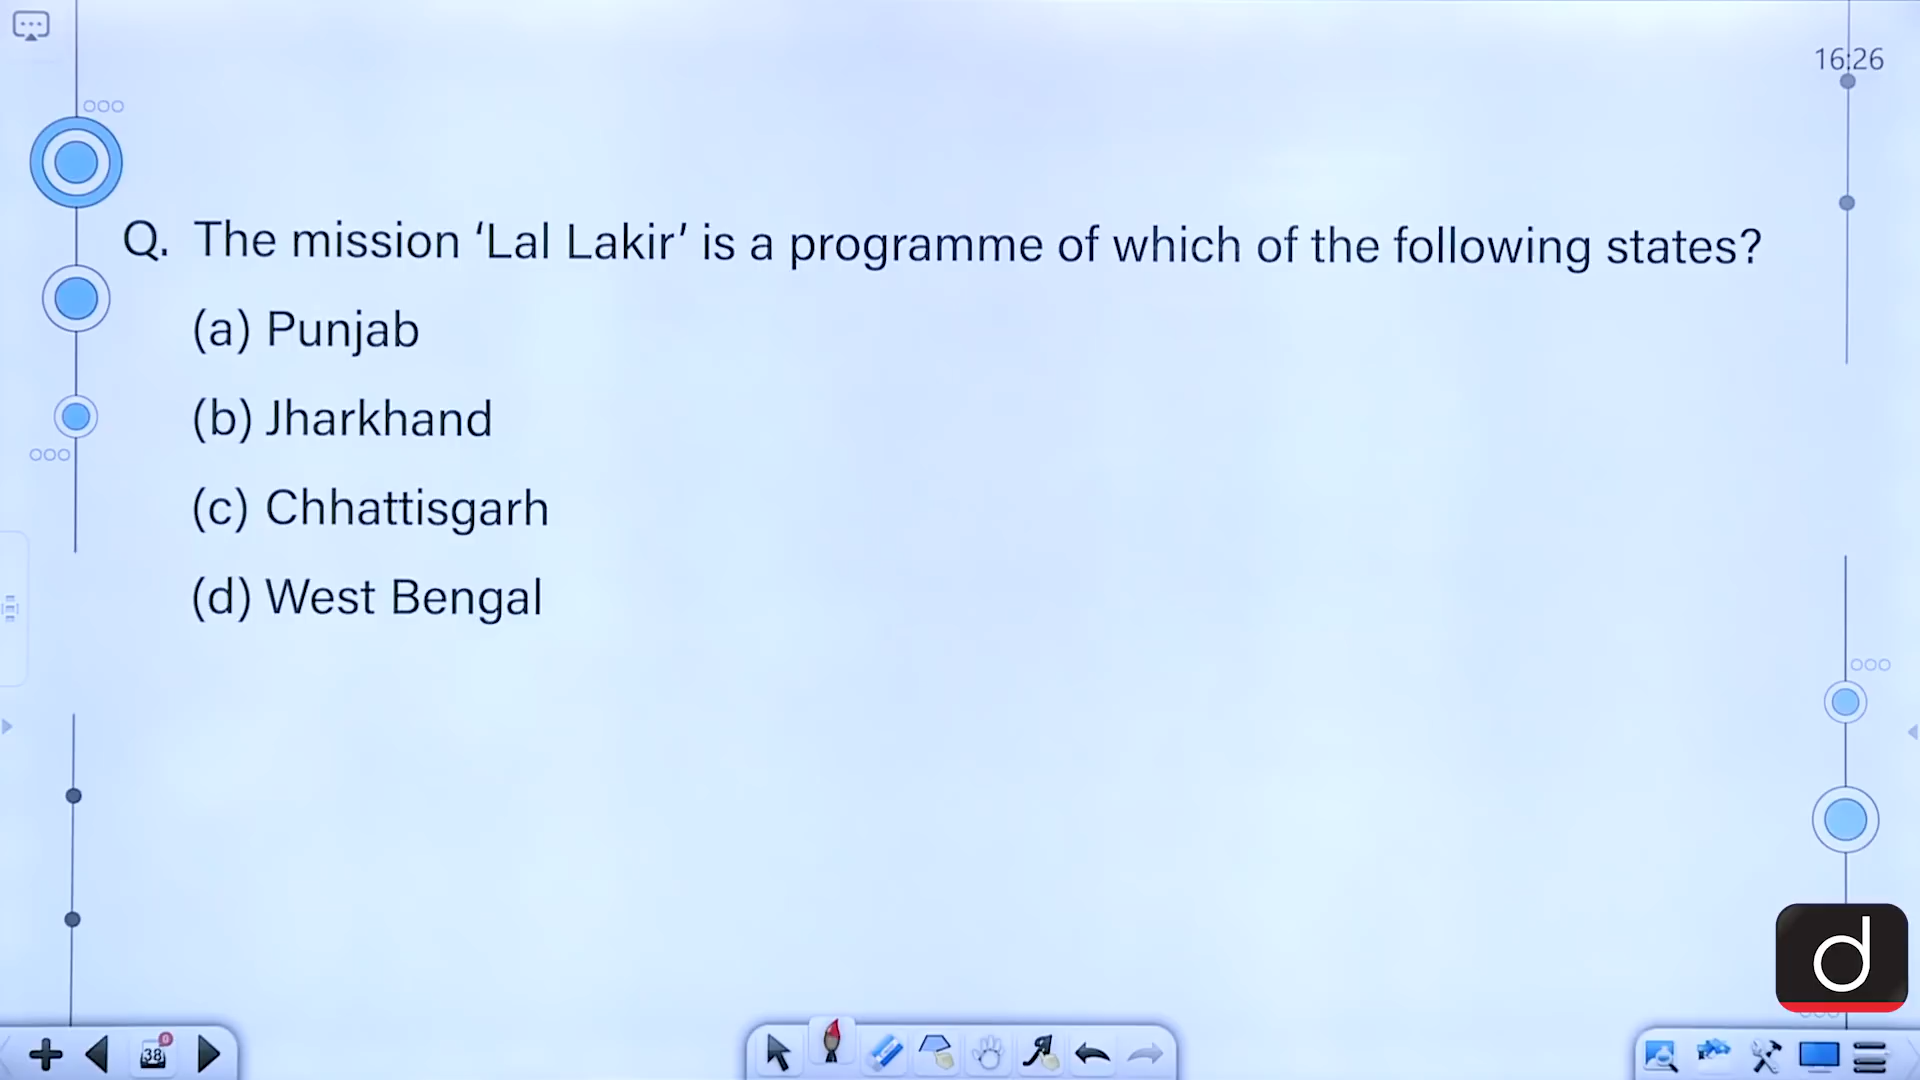 16:26
Q. The mission ‘Lal Lakir’ is a programme of which of the following states?
(a) Punjab
(b) Jharkhand
(c) Chhattisgarh
(d) West Bengal
d
38
0